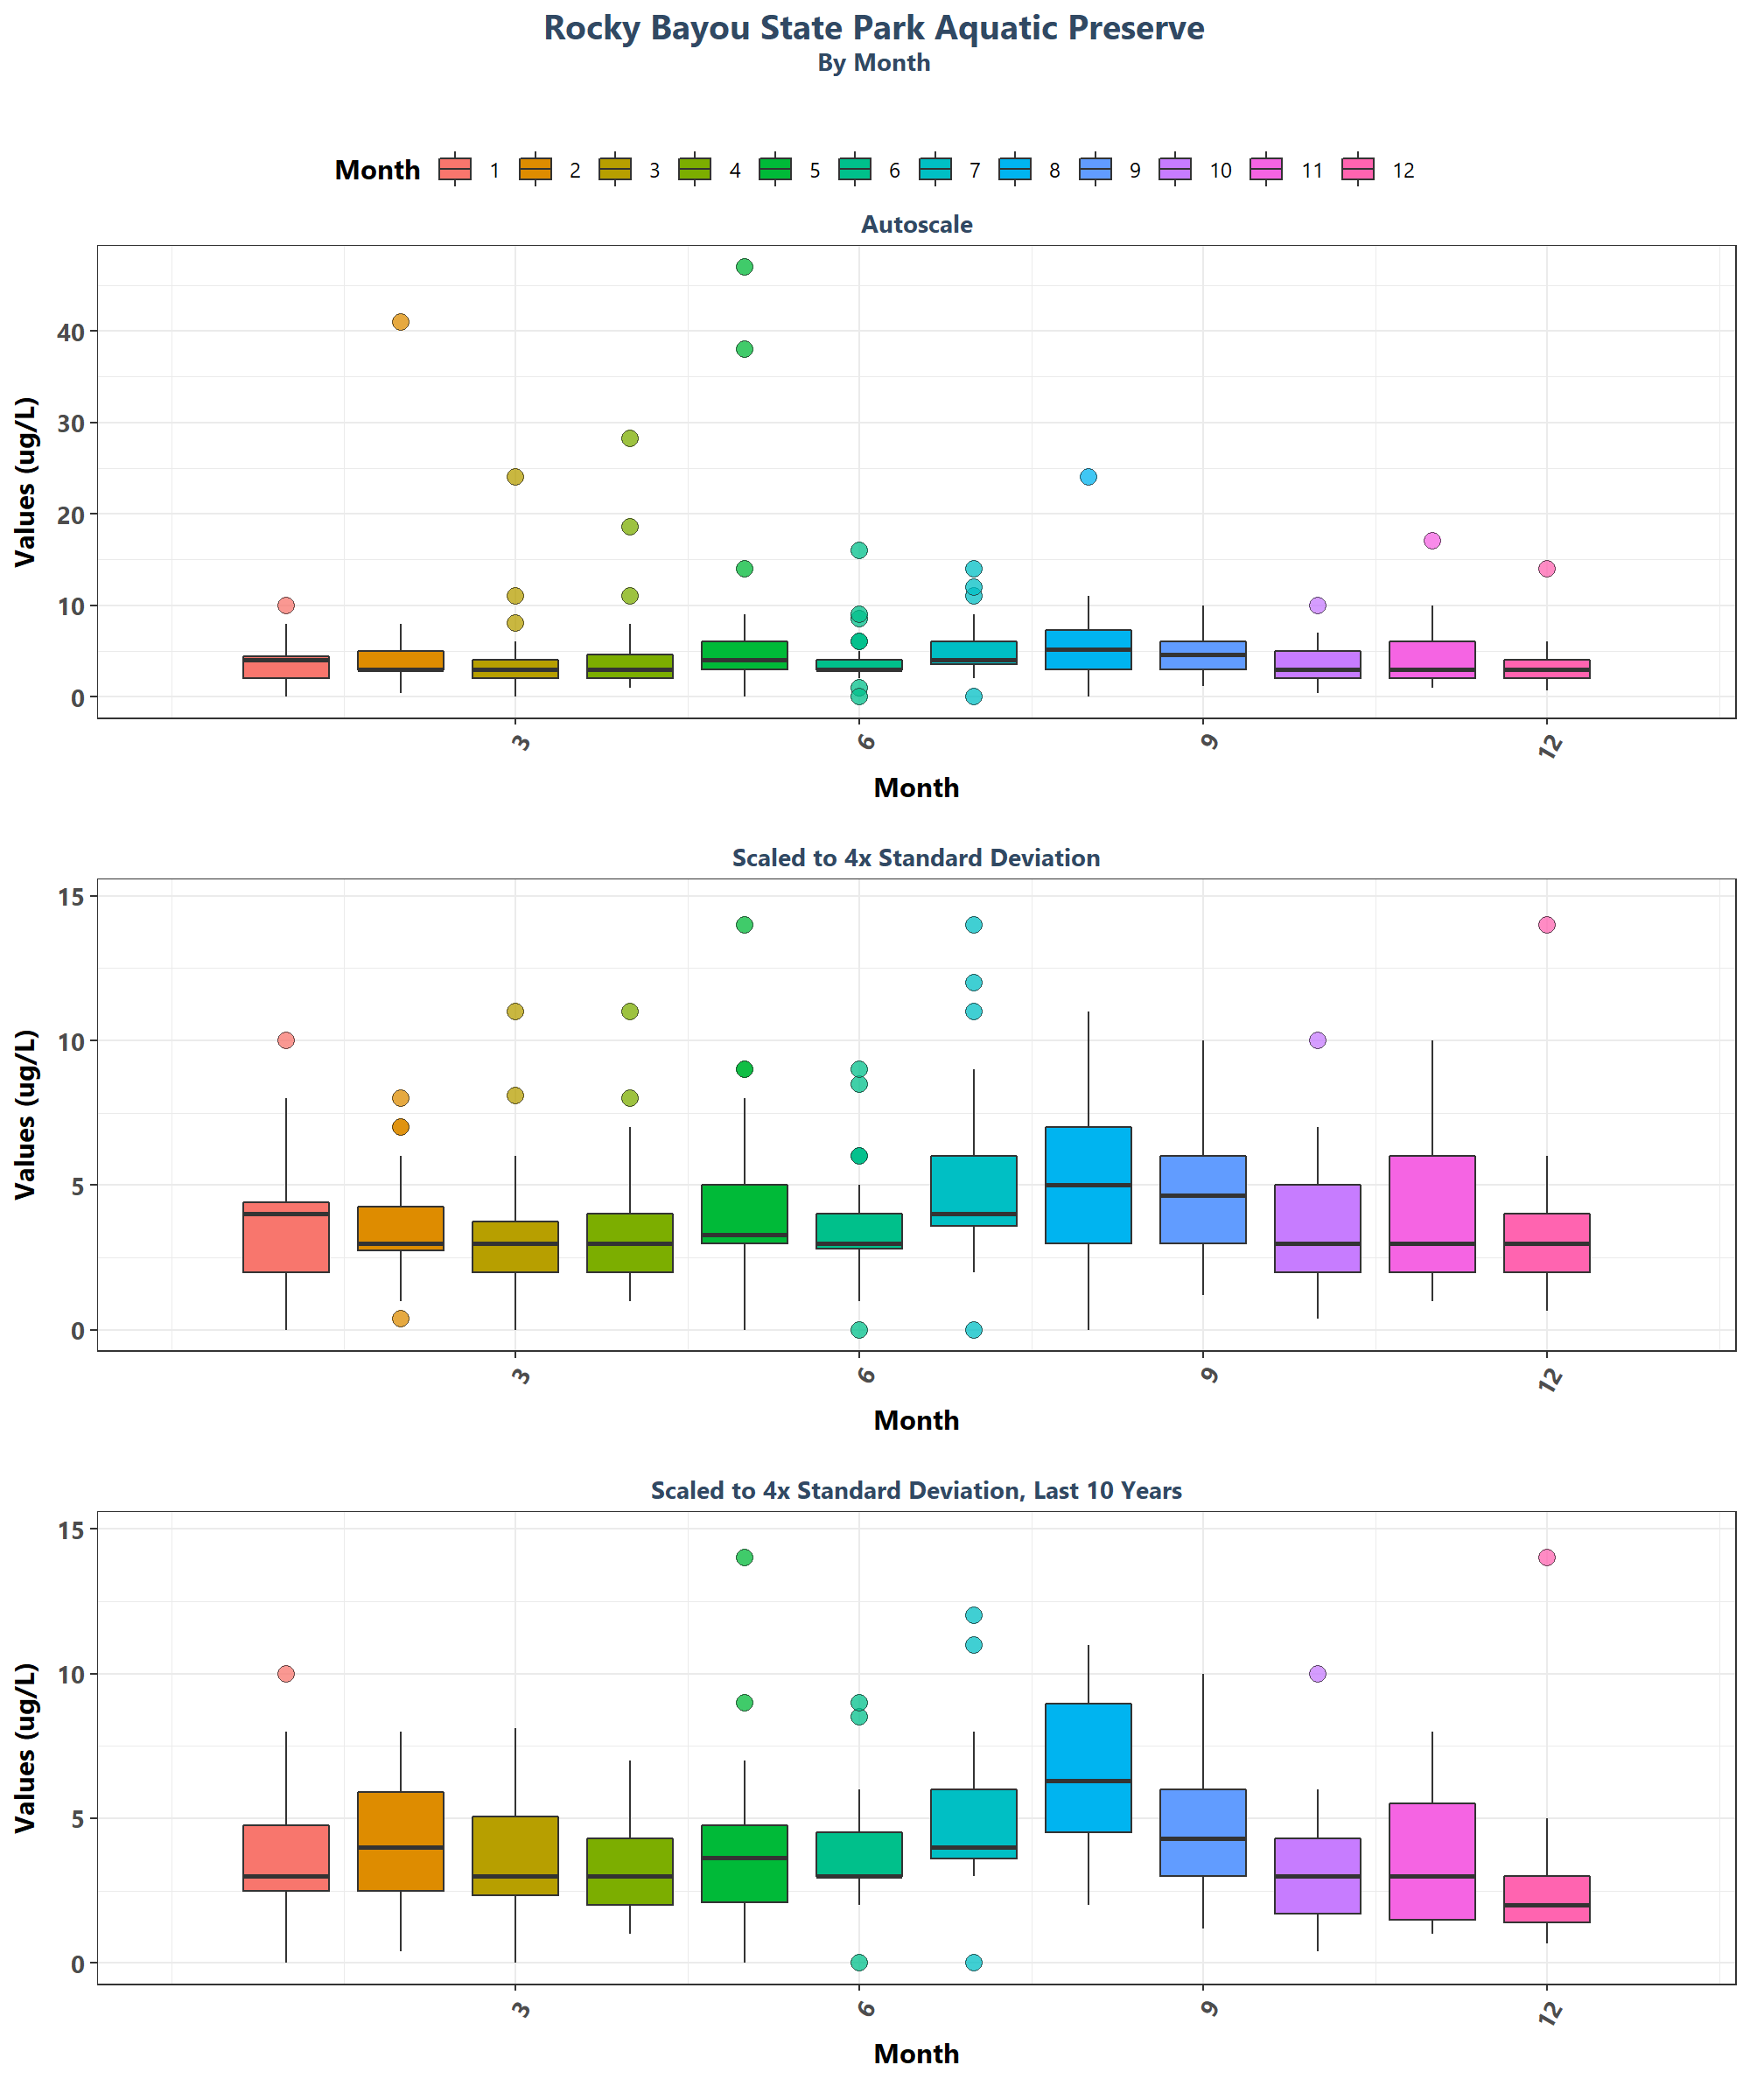 Rocky Bayou State Park Aquatic Preserve
By Month
Month 1 2 3 4 5 6 7 8 9 10 11 12
Autoscale
Values (ug/L)
40
30
20
10
0
3 6 9 12
Month
Scaled to 4x Standard Deviation
Values (ug/L)
15
10
5
0
3 6 9 12
Month
Scaled to 4x Standard Deviation, Last 10 Years
Values (ug/L)
15
10
5
0
3 6 9 12
Month